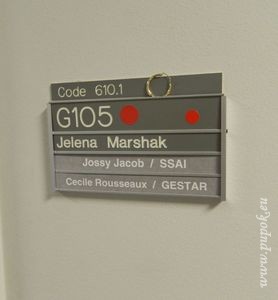 Code 610.1
G105
Jelena Marshak
Jossy Jacob / SSAI
Cecile Rousseaux / GESTAR